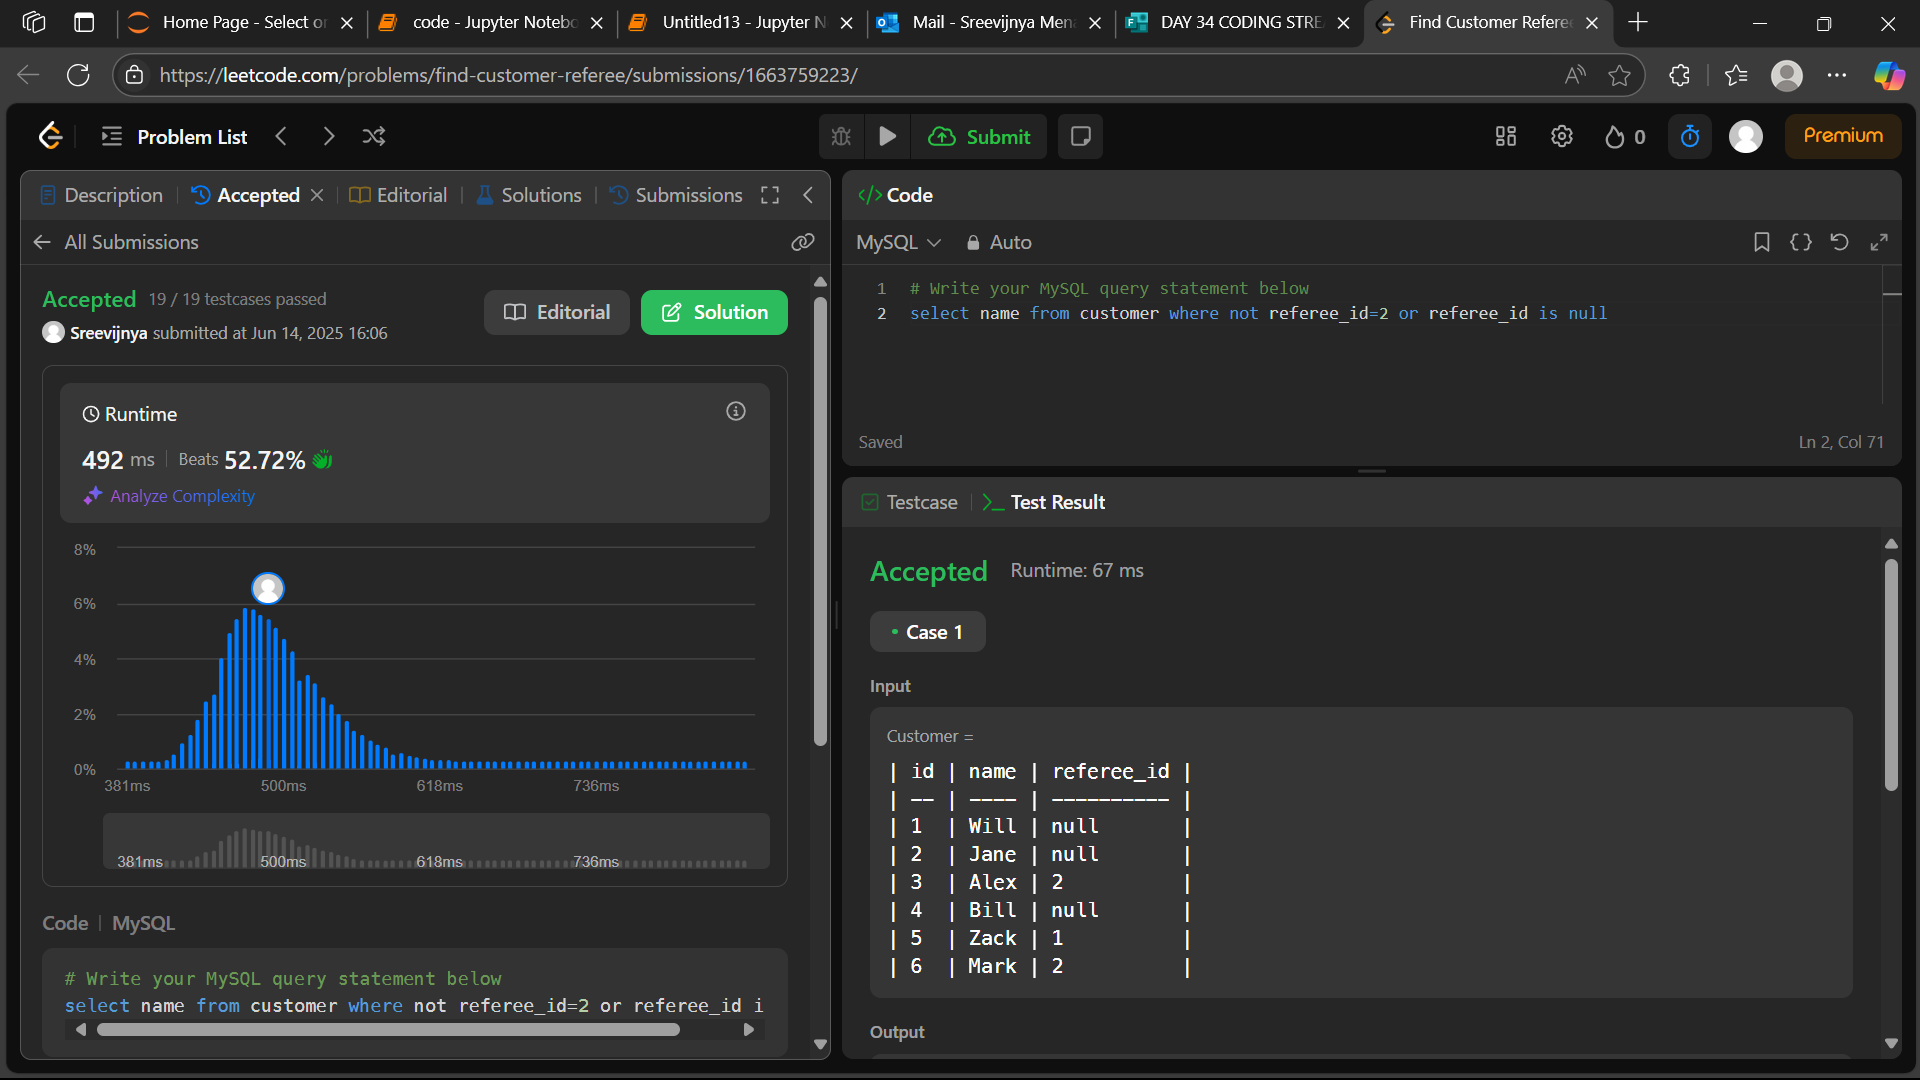 Home Page - Select or
code - Jupyter Notebo
Untitled13 - Jupyter N
Mail - Sreevijnya Mena
DAY 34 CODING STRE
Find Customer Refere
https://leetcode.com/problems/find-customer-referee/submissions/1663759223/
Problem List
Submit
0
Premium
Description
Accepted
Editorial
Solutions
Submissions
All Submissions
Accepted 19 / 19 testcases passed
Sreevijnya submitted at Jun 14, 2025 16:06
Editorial
Solution
Runtime
492 ms
Beats 52.72%
Analyze Complexity
8%
6%
4%
2%
0%
381ms
500ms
618ms
736ms
381ms
500ms
618ms
736ms
Code | MySQL
# Write your MySQL query statement below
select name from customer where not referee_id=2 or referee_id i
</> Code
MySQL
Auto
1 # Write your MySQL query statement below
2 select name from customer where not referee_id=2 or referee_id is null
Saved
Ln 2, Col 71
Testcase
Test Result
Accepted Runtime: 67 ms
• Case 1
Input
Customer =
| id | name | referee_id |
| -- | ---- | ---------- |
| 1 | Will | null |
| 2 | Jane | null |
| 3 | Alex | 2 |
| 4 | Bill | null |
| 5 | Zack | 1 |
| 6 | Mark | 2 |
Output